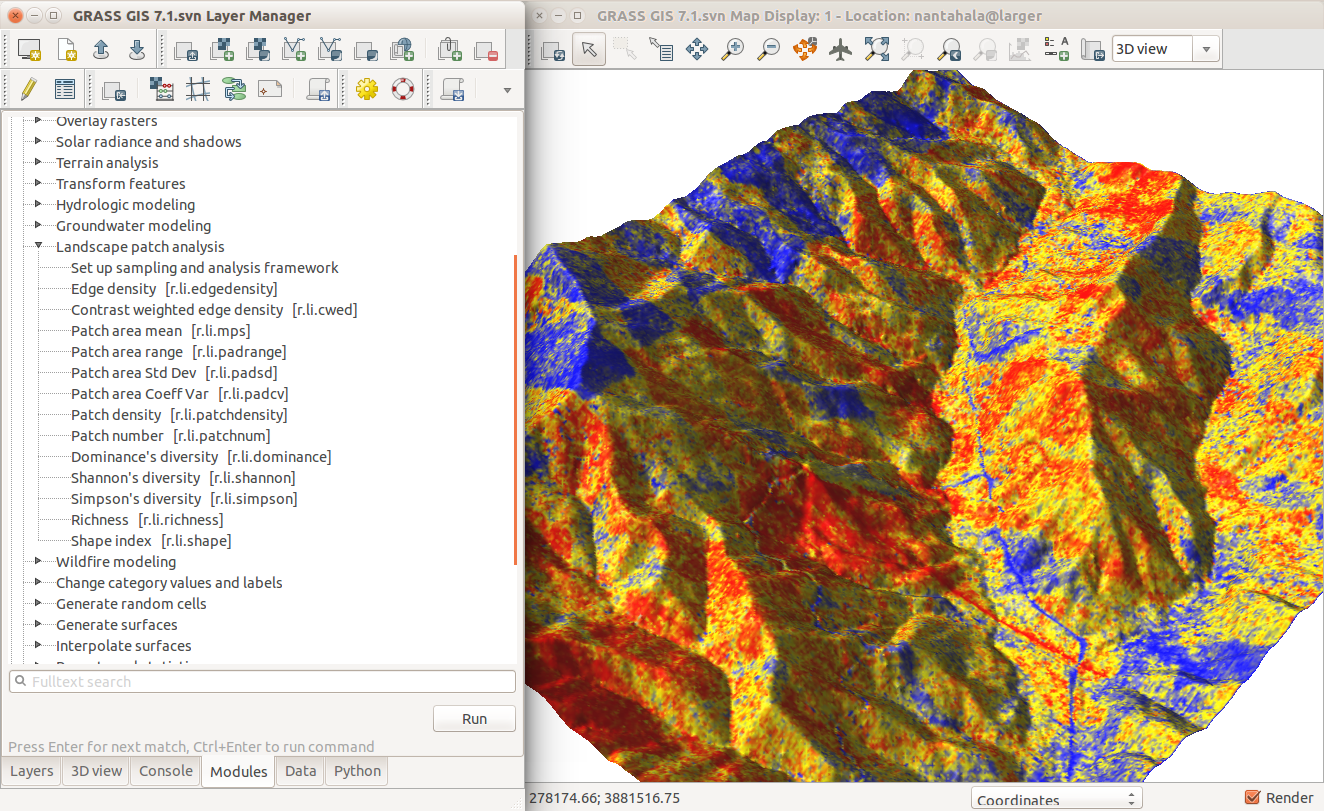 GRASS GIS 7.1.svn Layer Manager
GRASS GIS 7.1.svn Map Display: 1 - Location: nantahala@larger
3D view
Overlay rasters
Solar radiance and shadows
Terrain analysis
Transform features
Hydrologic modeling
Groundwater modeling
Landscape patch analysis
Set up sampling and analysis framework
Edge density [r.li.edgedensity]
Contrast weighted edge density [r.li.cwed]
Patch area mean [r.li.mps]
Patch area range [r.li.padrange]
Patch area Std Dev [r.li.padsd]
Patch area Coeff Var [r.li.padcv]
Patch density [r.li.patchdensity]
Patch number [r.li.patchnum]
Dominance's diversity [r.li.dominance]
Shannon's diversity [r.li.shannon]
Simpson's diversity [r.li.simpson]
Richness [r.li.richness]
Shape index [r.li.shape]
Wildfire modeling
Change category values and labels
Generate random cells
Generate surfaces
Interpolate surfaces
Fulltext search
Run
Press Enter for next match, Ctrl+Enter to run command
Layers 3D view Console Modules Data Python
278174.66; 3881516.75
Coordinates
Render